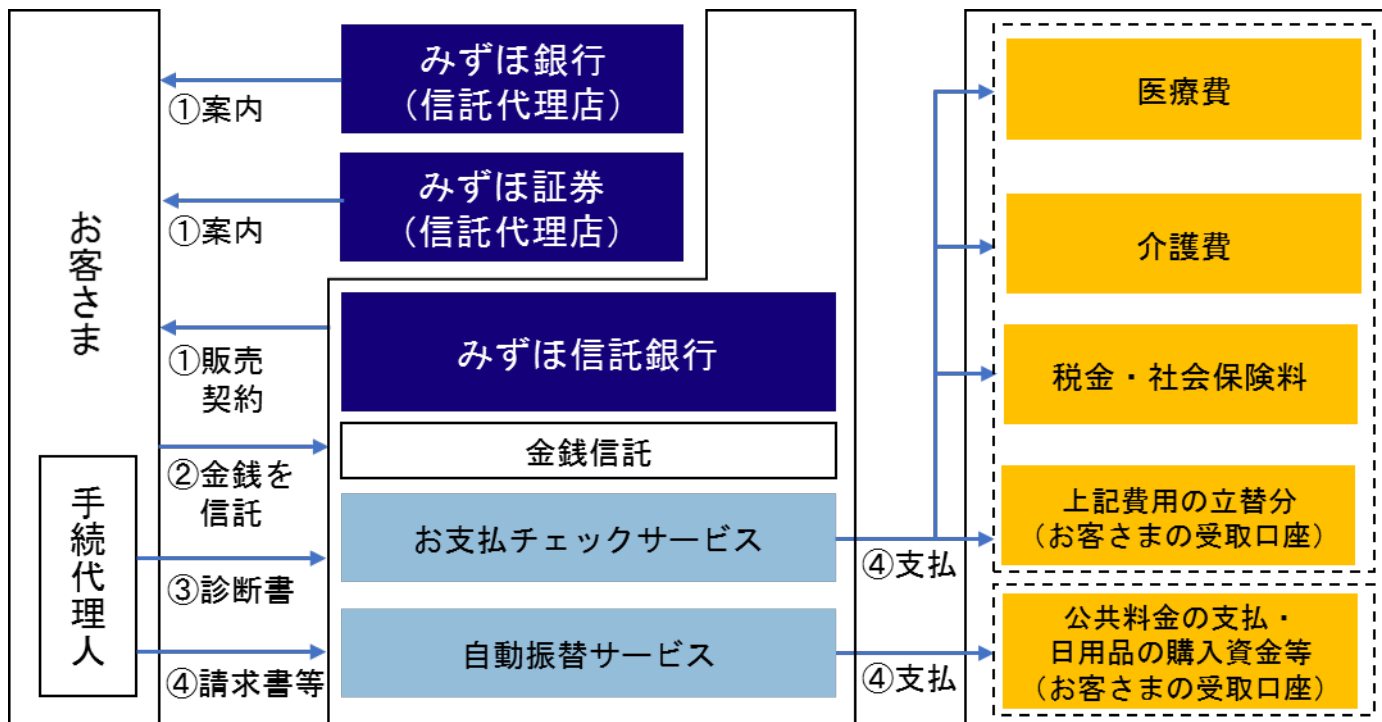 お客さま
手続代理人
みずほ銀行
（信託代理店）
①案内
みずほ証券
（信託代理店）
①案内
みずほ信託銀行
①販売
契約
金銭信託
②金銭を
信託
お支払チェックサービス
③診断書
自動振替サービス
④請求書等
④支払
④支払
医療費
介護費
税金・社会保険料
上記費用の立替分
（お客さまの受取口座）
公共料金の支払・
日用品の購入資金等
（お客さまの受取口座）